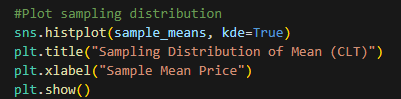 #Plot sampling distribution
sns.histplot(sample_means, kde=True)
plt.title("Sampling Distribution of Mean (CLT)")
plt.xlabel("Sample Mean Price")
plt.show()